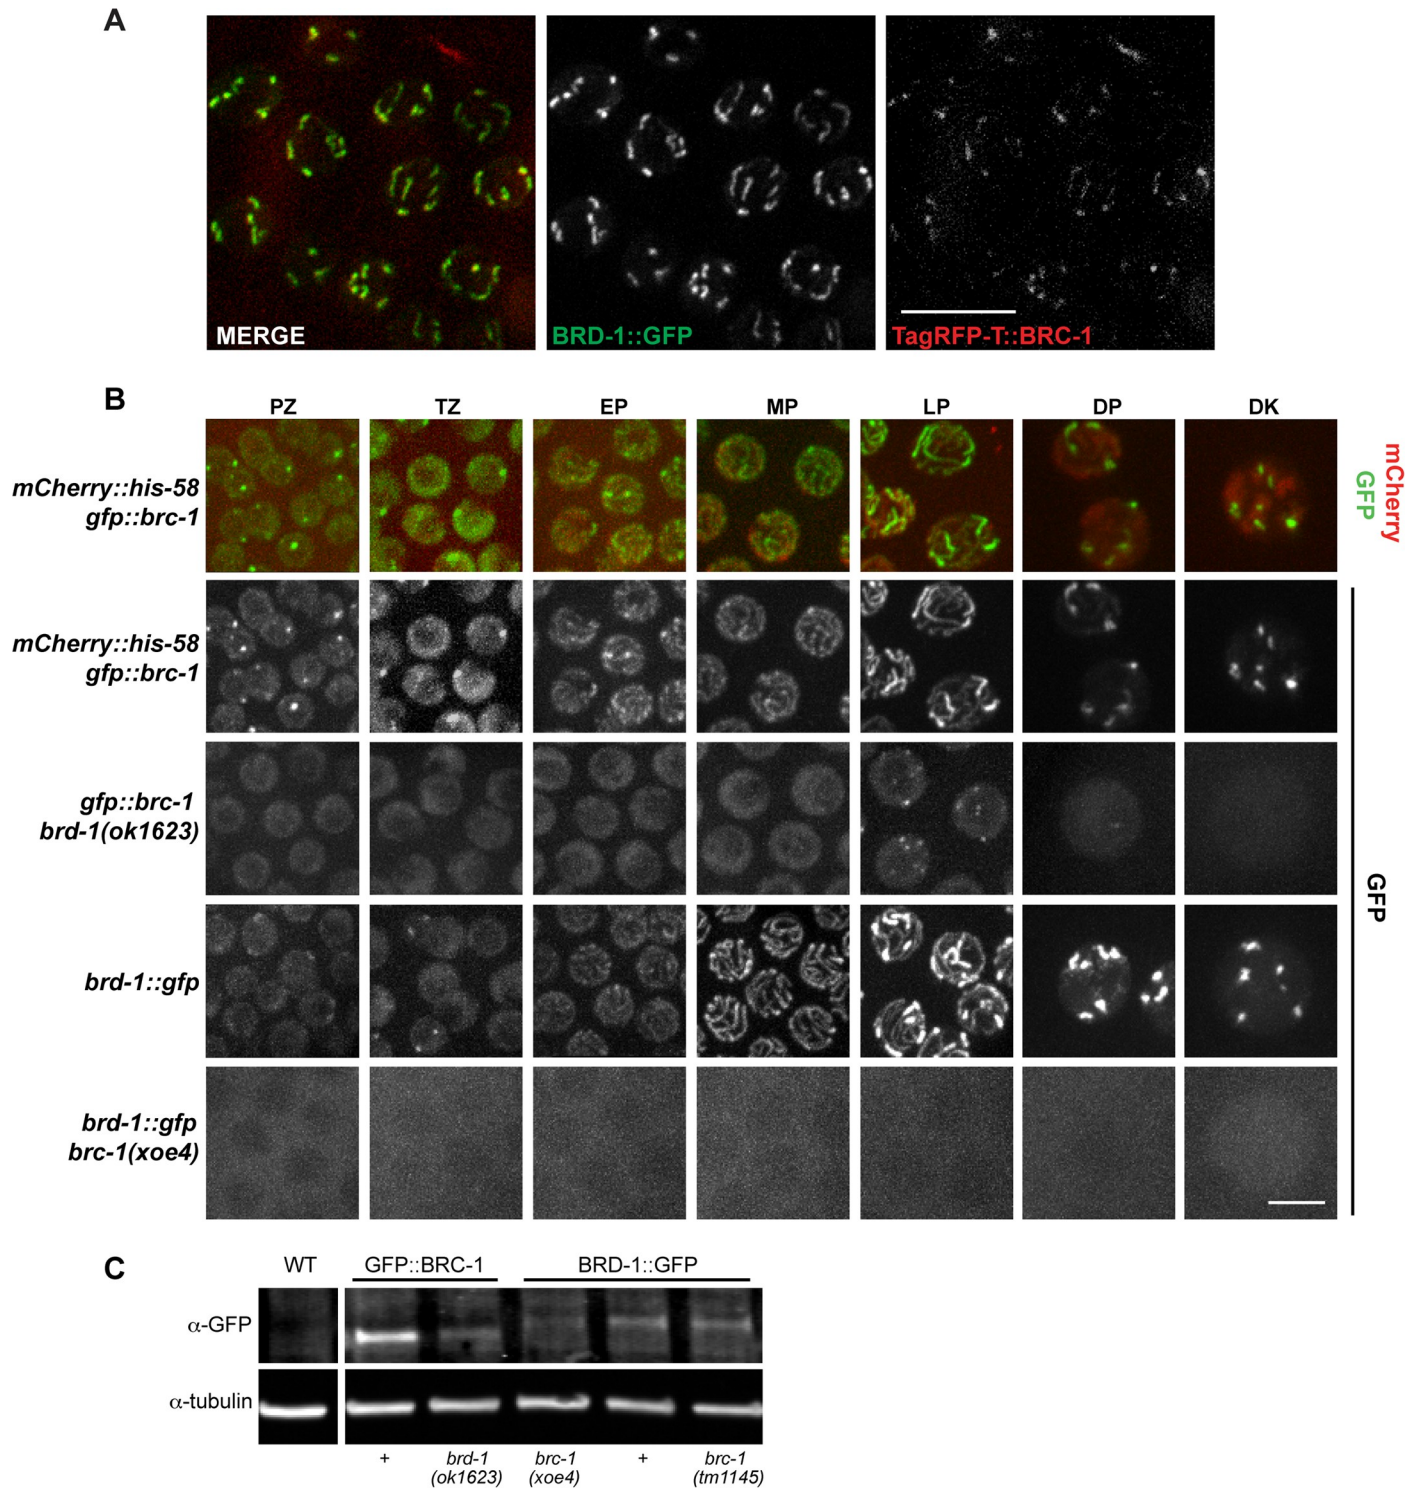 A
MERGE
BRD-1::GFP
TagRFP-T::BRC-1
B
PZ TZ EP MP LP DP DK
mCherry::his-58
gfp::brc-1
mCherry
GFP
mCherry::his-58
gfp::brc-1
gfp::brc-1
brd-1(ok1623)
brd-1::gfp
brd-1::gfp
brc-1(xoe4)
GFP
C
WT GFP::BRC-1 BRD-1::GFP
α-GFP
α-tubulin
+ brd-1 brc-1 + brc-1
(ok1623) (xoe4) (tm1145)